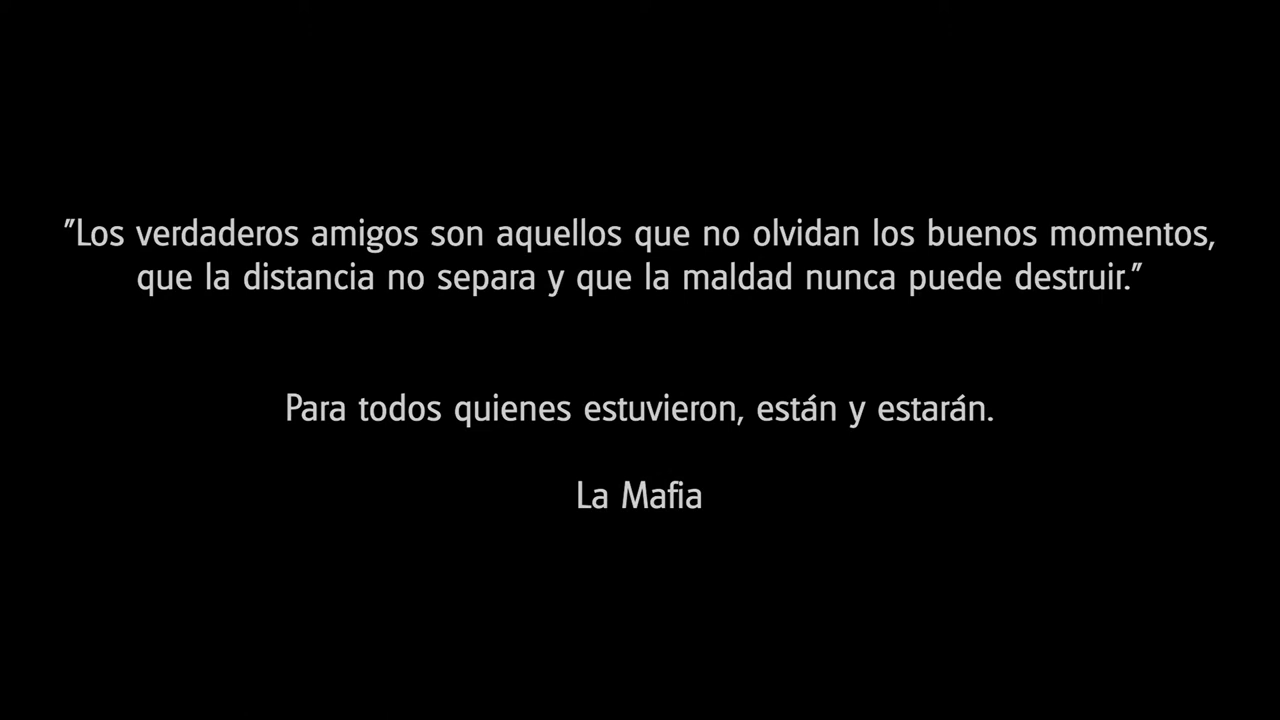 "Los verdaderos amigos son aquellos que no olvidan los buenos momentos,
que la distancia no separa y que la maldad nunca puede destruir."
Para todos quienes estuvieron, están y estarán.
La Mafia